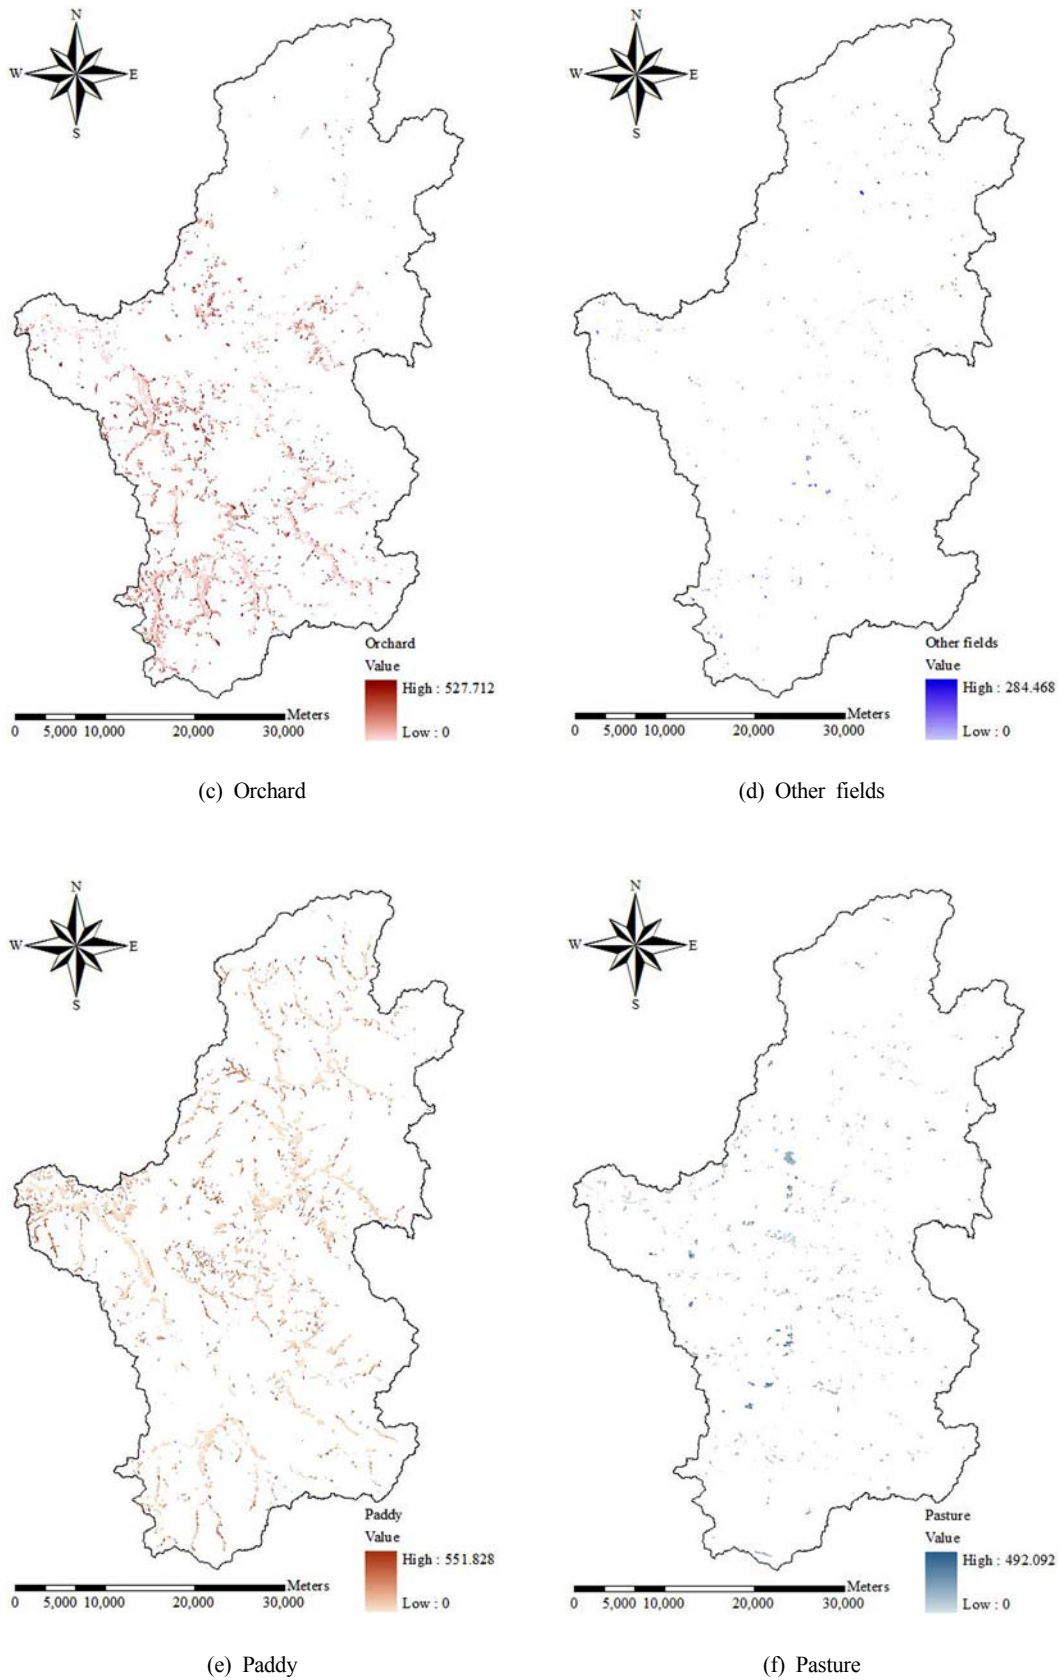 N
W E
S
Orchard
Value
High : 527.712
Low : 0
Meters
0 5,000 10,000 20,000 30,000
(c) Orchard
N
W E
S
Other fields
Value
High : 284.468
Low : 0
Meters
0 5,000 10,000 20,000 30,000
(d) Other fields
N
W E
S
Paddy
Value
High : 551.828
Low : 0
Meters
0 5,000 10,000 20,000 30,000
(e) Paddy
N
W E
S
Pasture
Value
High : 492.092
Low : 0
Meters
0 5,000 10,000 20,000 30,000
(f) Pasture